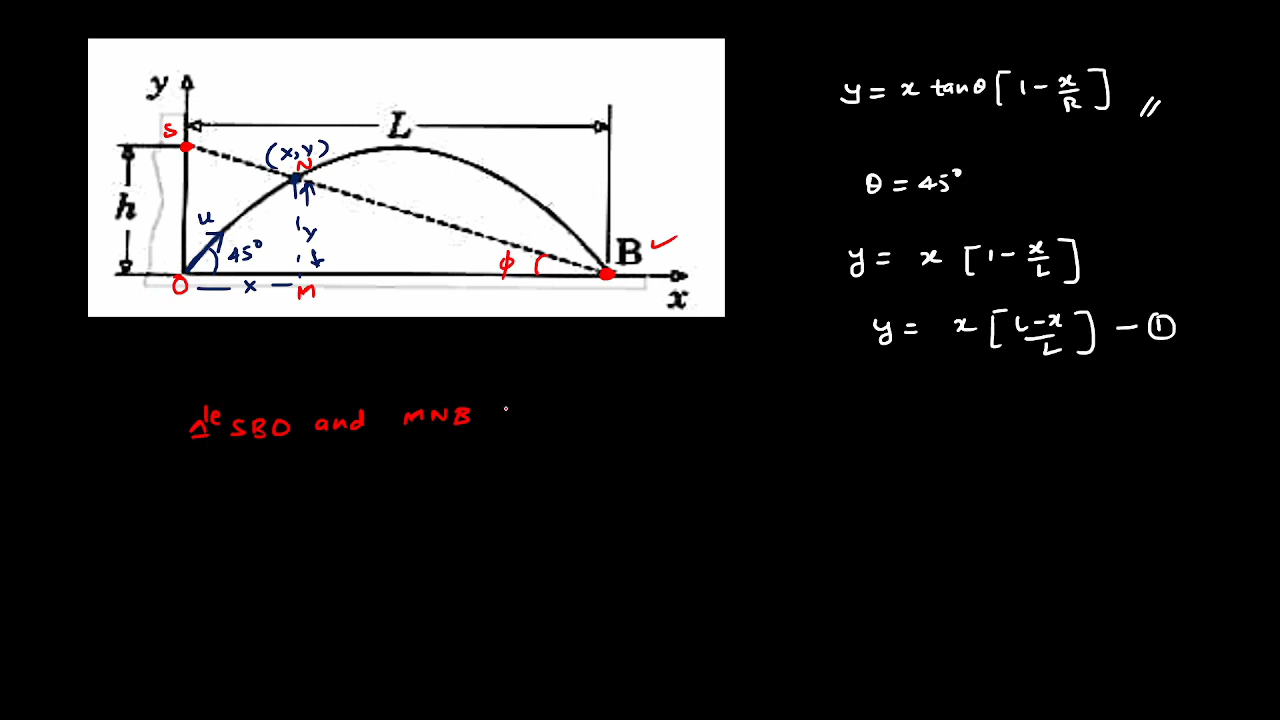 y
S
L
(x,y)
N
h
u
y
45°
B
ϕ
O
x
M
x
y = x tanθ [1 - x/R] //
θ = 45°
y = x [1 - x/L]
y = x [L-x/L] - ①
Δle SBO and MNB